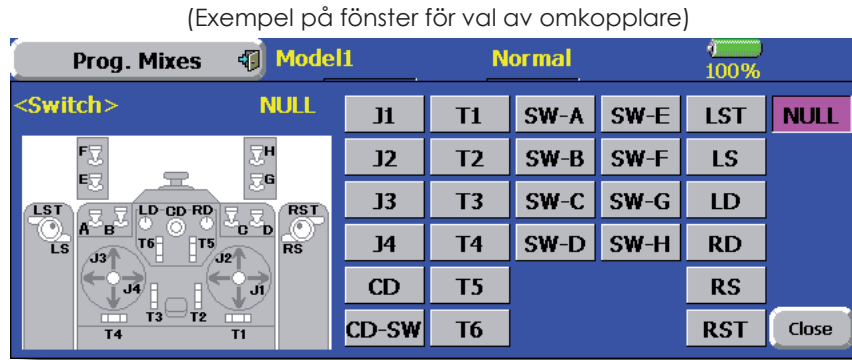 (Exempel på fönster för val av omkopplare)
Prog. Mixes Model1 Normal 100%
<Switch> NULL
J1 T1 SW-A SW-E LST NULL
J2 T2 SW-B SW-F LS
J3 T3 SW-C SW-G LD
J4 T4 SW-D SW-H RD
CD T5 RS
CD-SW T6 RST Close
F H
E G
LST LD CD RD RST
A B C D
LS T6 T5 RS
J3 J2
J4 J1
T3 T2
T4 T1